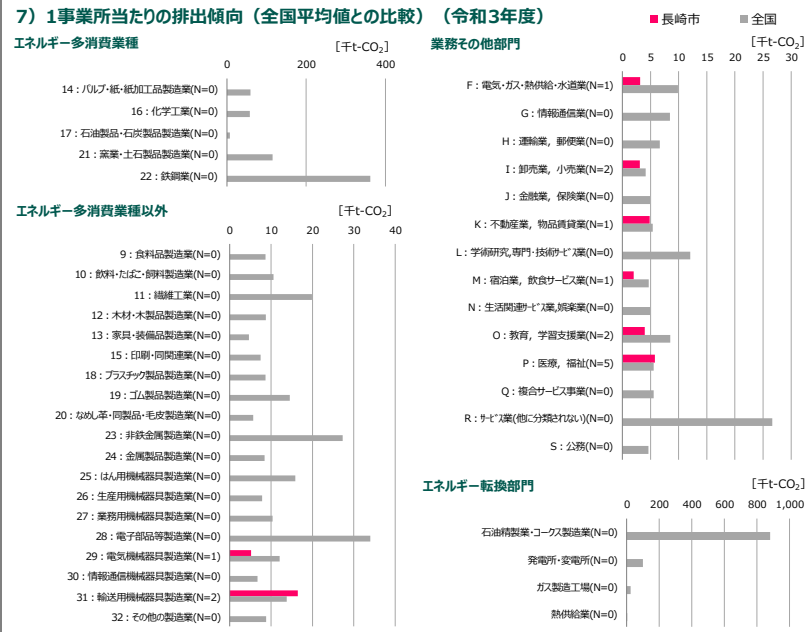 7）1事業所当たりの排出傾向（全国平均値との比較）（令和3年度）
長崎市 全国
エネルギー多消費業種
[千t-CO₂]
0 200 400
14：パルプ・紙・紙加工品製造業(N=0)
16：化学工業(N=0)
17：石油製品・石炭製品製造業(N=0)
21：窯業・土石製品製造業(N=0)
22：鉄鋼業(N=0)
エネルギー多消費業種以外
[千t-CO₂]
0 10 20 30 40
9：食料品製造業(N=0)
10：飲料・たばこ・飼料製造業(N=0)
11：繊維工業(N=0)
12：木材・木製品製造業(N=0)
13：家具・装備品製造業(N=0)
15：印刷・同関連業(N=0)
18：プラスチック製品製造業(N=0)
19：ゴム製品製造業(N=0)
20：なめし革・同製品・毛皮製造業(N=0)
23：非鉄金属製造業(N=0)
24：金属製品製造業(N=0)
25：はん用機械器具製造業(N=0)
26：生産用機械器具製造業(N=0)
27：業務用機械器具製造業(N=0)
28：電子部品等製造業(N=0)
29：電気機械器具製造業(N=1)
30：情報通信機械器具製造業(N=0)
31：輸送用機械器具製造業(N=2)
32：その他の製造業(N=0)
業務その他部門
[千t-CO₂]
0 5 10 15 20 25 30
F：電気・ガス・熱供給・水道業(N=1)
G：情報通信業(N=0)
H：運輸業，郵便業(N=0)
I：卸売業，小売業(N=2)
J：金融業，保険業(N=0)
K：不動産業，物品賃貸業(N=1)
L：学術研究,専門・技術ｻｰﾋﾞｽ業(N=0)
M：宿泊業，飲食サービス業(N=1)
N：生活関連ｻｰﾋﾞｽ業,娯楽業(N=0)
O：教育，学習支援業(N=2)
P：医療，福祉(N=5)
Q：複合サービス事業(N=0)
R：ｻｰﾋﾞｽ業(他に分類されない)(N=0)
S：公務(N=0)
エネルギー転換部門
[千t-CO₂]
0 200 400 600 800 1,000
石油精製業・コークス製造業(N=0)
発電所・変電所(N=0)
ガス製造工場(N=0)
熱供給業(N=0)